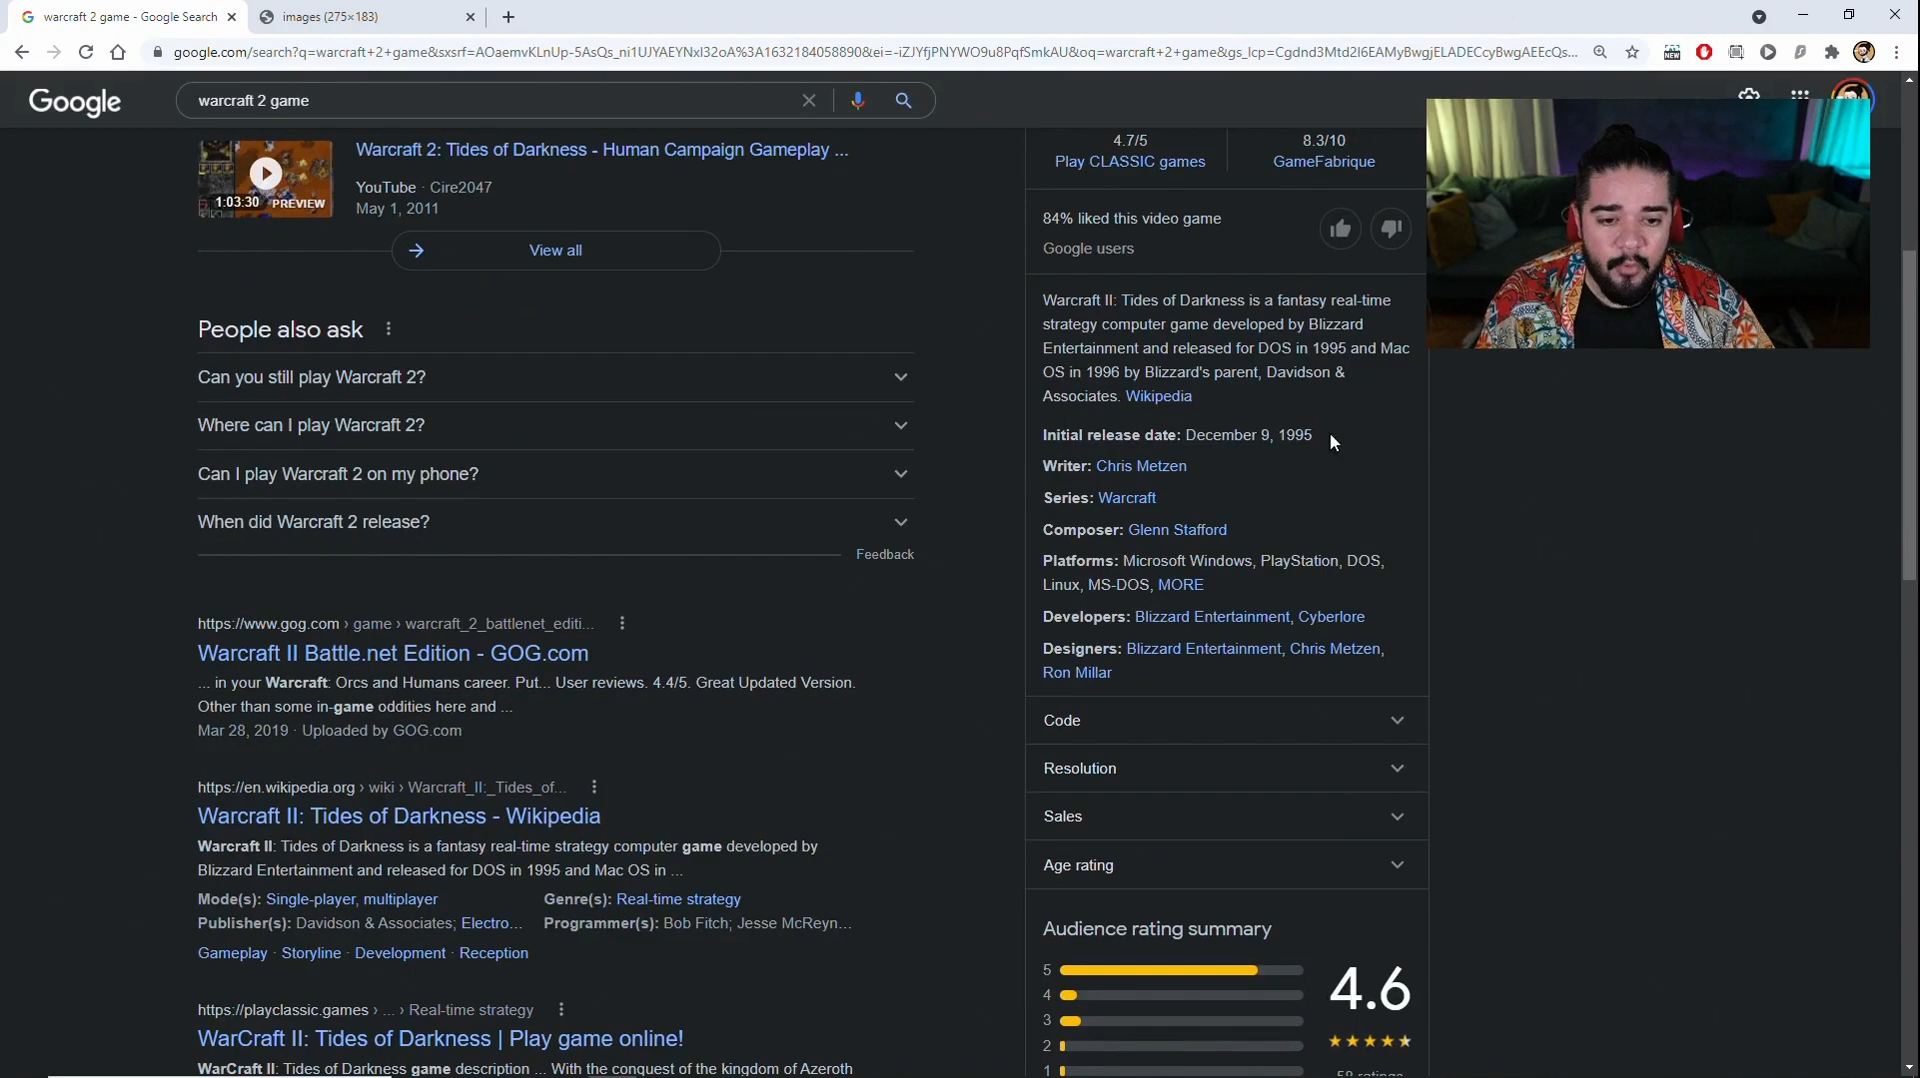 warcraft 2 game - Google Search
images (275×183)
google.com/search?q=warcraft+2+game&sxsrf=AOaemvKLnUp-5AsQs_ni1UJYAEYNxI32oA%3A1632184058890&ei=-iZJYfjPNYWO9u8PqfSmkAU&oq=warcraft+2+game&gs_lcp=Cgdnd3Mtd2l6EAMyBwgjELADECcyBwgAEEcQs...
NEW
Google
warcraft 2 game
Warcraft 2: Tides of Darkness - Human Campaign Gameplay ...
YouTube · Cire2047
May 1, 2011
1:03:30 PREVIEW
View all
People also ask
Can you still play Warcraft 2?
Where can I play Warcraft 2?
Can I play Warcraft 2 on my phone?
When did Warcraft 2 release?
Feedback
https://www.gog.com › game › warcraft_2_battlenet_editi...
Warcraft II Battle.net Edition - GOG.com
... in your Warcraft: Orcs and Humans career. Put... User reviews. 4.4/5. Great Updated Version.
Other than some in-game oddities here and ...
Mar 28, 2019 · Uploaded by GOG.com
https://en.wikipedia.org › wiki › Warcraft_II:_Tides_of...
Warcraft II: Tides of Darkness - Wikipedia
Warcraft II: Tides of Darkness is a fantasy real-time strategy computer game developed by
Blizzard Entertainment and released for DOS in 1995 and Mac OS in ...
Mode(s): Single-player, multiplayer
Genre(s): Real-time strategy
Publisher(s): Davidson & Associates; Electro...
Programmer(s): Bob Fitch; Jesse McReyn...
Gameplay · Storyline · Development · Reception
https://playclassic.games › ... › Real-time strategy
WarCraft II: Tides of Darkness | Play game online!
WarCraft II: Tides of Darkness game description ... With the conquest of the kingdom of Azeroth
4.7/5
Play CLASSIC games
8.3/10
GameFabrique
84% liked this video game
Google users
Warcraft II: Tides of Darkness is a fantasy real-time
strategy computer game developed by Blizzard
Entertainment and released for DOS in 1995 and Mac
OS in 1996 by Blizzard's parent, Davidson &
Associates. Wikipedia
Initial release date: December 9, 1995
Writer: Chris Metzen
Series: Warcraft
Composer: Glenn Stafford
Platforms: Microsoft Windows, PlayStation, DOS,
Linux, MS-DOS, MORE
Developers: Blizzard Entertainment, Cyberlore
Designers: Blizzard Entertainment, Chris Metzen,
Ron Millar
Code
Resolution
Sales
Age rating
Audience rating summary
5
4
3
2
1
4.6
58 ratings